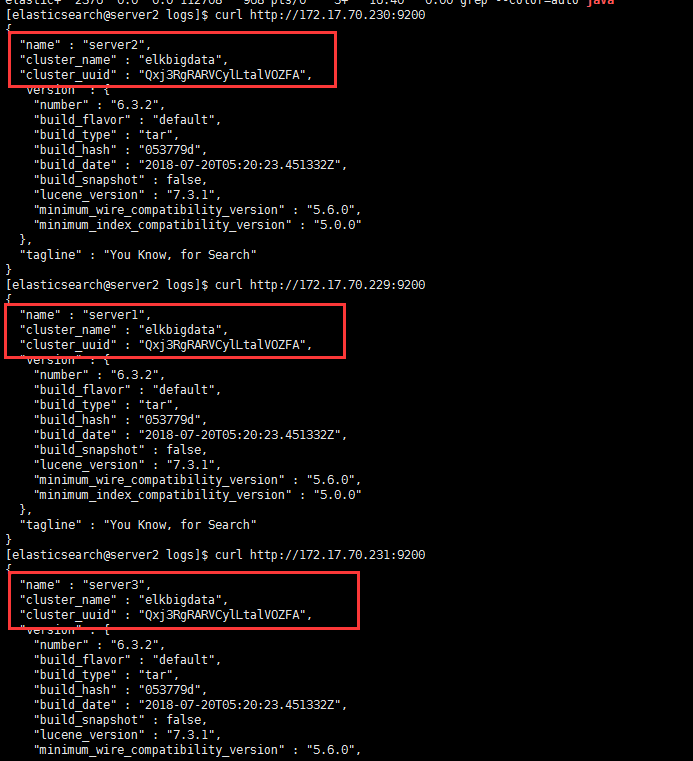 elastic+ 2376 0.0 0.0 112708 968 pts/0 S+ 16:40 0:00 grep --color=auto java
[elasticsearch@server2 logs]$ curl http://172.17.70.230:9200
{
"name" : "server2",
"cluster_name" : "elkbigdata",
"cluster_uuid" : "Qxj3RgRARVCylLtalVOZFA",
"version" : {
"number" : "6.3.2",
"build_flavor" : "default",
"build_type" : "tar",
"build_hash" : "053779d",
"build_date" : "2018-07-20T05:20:23.451332Z",
"build_snapshot" : false,
"lucene_version" : "7.3.1",
"minimum_wire_compatibility_version" : "5.6.0",
"minimum_index_compatibility_version" : "5.0.0"
},
"tagline" : "You Know, for Search"
}
[elasticsearch@server2 logs]$ curl http://172.17.70.229:9200
{
"name" : "server1",
"cluster_name" : "elkbigdata",
"cluster_uuid" : "Qxj3RgRARVCylLtalVOZFA",
"version" : {
"number" : "6.3.2",
"build_flavor" : "default",
"build_type" : "tar",
"build_hash" : "053779d",
"build_date" : "2018-07-20T05:20:23.451332Z",
"build_snapshot" : false,
"lucene_version" : "7.3.1",
"minimum_wire_compatibility_version" : "5.6.0",
"minimum_index_compatibility_version" : "5.0.0"
},
"tagline" : "You Know, for Search"
}
[elasticsearch@server2 logs]$ curl http://172.17.70.231:9200
{
"name" : "server3",
"cluster_name" : "elkbigdata",
"cluster_uuid" : "Qxj3RgRARVCylLtalVOZFA",
"version" : {
"number" : "6.3.2",
"build_flavor" : "default",
"build_type" : "tar",
"build_hash" : "053779d",
"build_date" : "2018-07-20T05:20:23.451332Z",
"build_snapshot" : false,
"lucene_version" : "7.3.1",
"minimum_wire_compatibility_version" : "5.6.0",